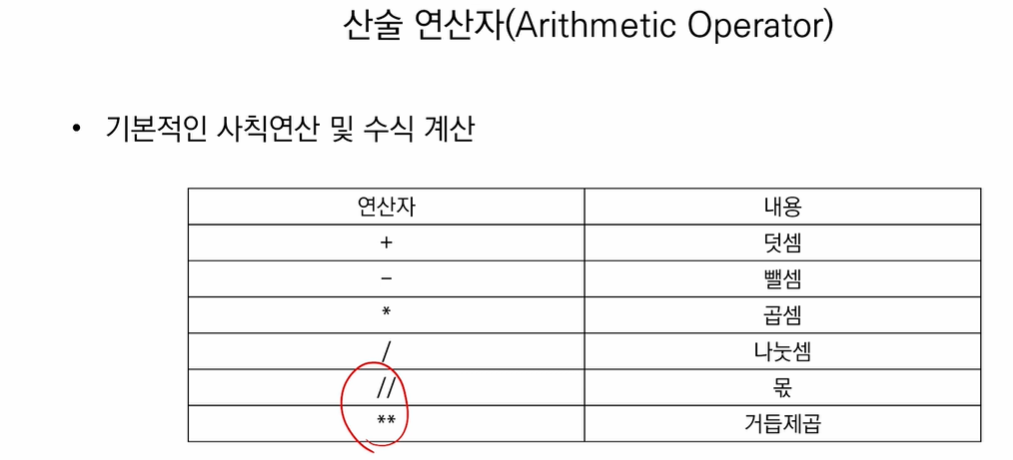 산술 연산자(Arithmetic Operator)
• 기본적인 사칙연산 및 수식 계산
연산자 내용
+ 덧셈
- 뺄셈
* 곱셈
/ 나눗셈
// 몫
** 거듭제곱